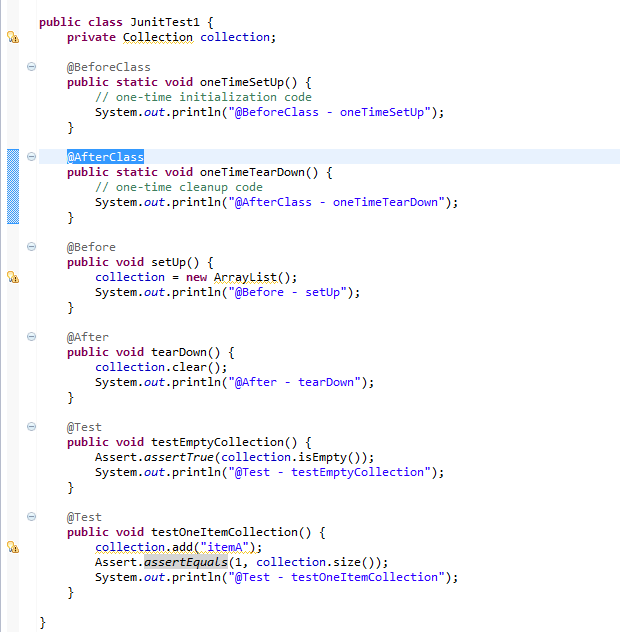 public class JunitTest1 {
    private Collection collection;

    @BeforeClass
    public static void oneTimeSetUp() {
        // one-time initialization code
        System.out.println("@BeforeClass - oneTimeSetUp");
    }

    @AfterClass
    public static void oneTimeTearDown() {
        // one-time cleanup code
        System.out.println("@AfterClass - oneTimeTearDown");
    }

    @Before
    public void setUp() {
        collection = new ArrayList();
        System.out.println("@Before - setUp");
    }

    @After
    public void tearDown() {
        collection.clear();
        System.out.println("@After - tearDown");
    }

    @Test
    public void testEmptyCollection() {
        Assert.assertTrue(collection.isEmpty());
        System.out.println("@Test - testEmptyCollection");
    }

    @Test
    public void testOneItemCollection() {
        collection.add("itemA");
        Assert.assertEquals(1, collection.size());
        System.out.println("@Test - testOneItemCollection");
    }

}